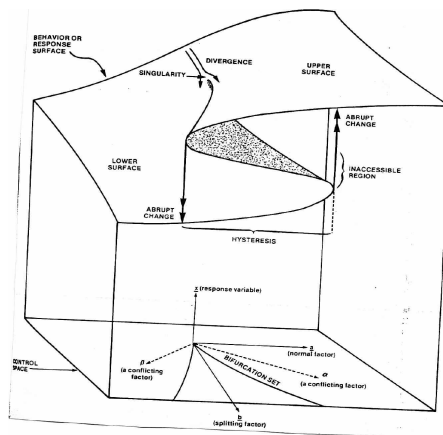 BEHAVIOR OR
RESPONSE
SURFACE
DIVERGENCE
SINGULARITY
UPPER
SURFACE
ABRUPT
CHANGE
INACCESSIBLE
REGION
LOWER
SURFACE
ABRUPT
CHANGE
HYSTERESIS
x (response variable)
a
(normal factor)
β
(a conflicting
factor)
BIFURCATION SET
α
(a conflicting
factor)
CONTROL
SPACE
b
(splitting factor)